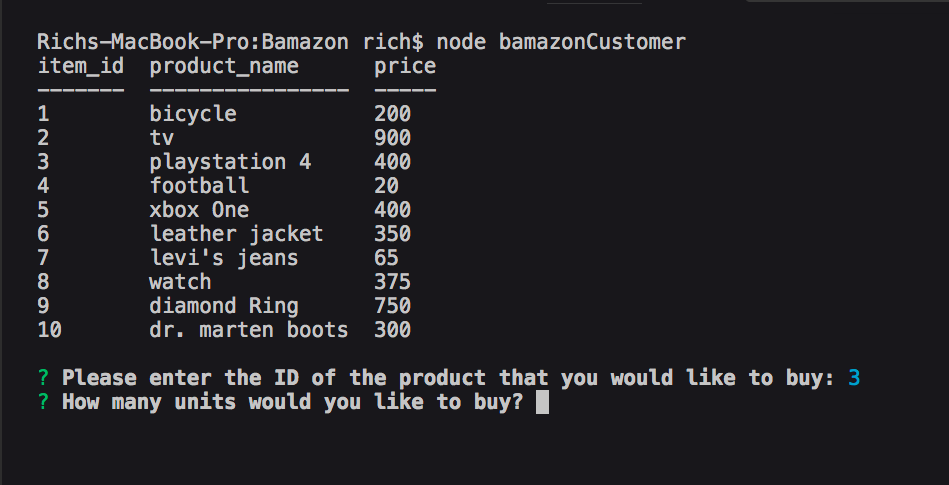 Richs-MacBook-Pro:Bamazon rich$ node bamazonCustomer
item_id  product_name      price
-------  ----------------  -----
1        bicycle           200
2        tv                900
3        playstation 4     400
4        football          20
5        xbox One          400
6        leather jacket    350
7        levi's jeans      65
8        watch             375
9        diamond Ring      750
10       dr. marten boots  300
? Please enter the ID of the product that you would like to buy: 3
? How many units would you like to buy?